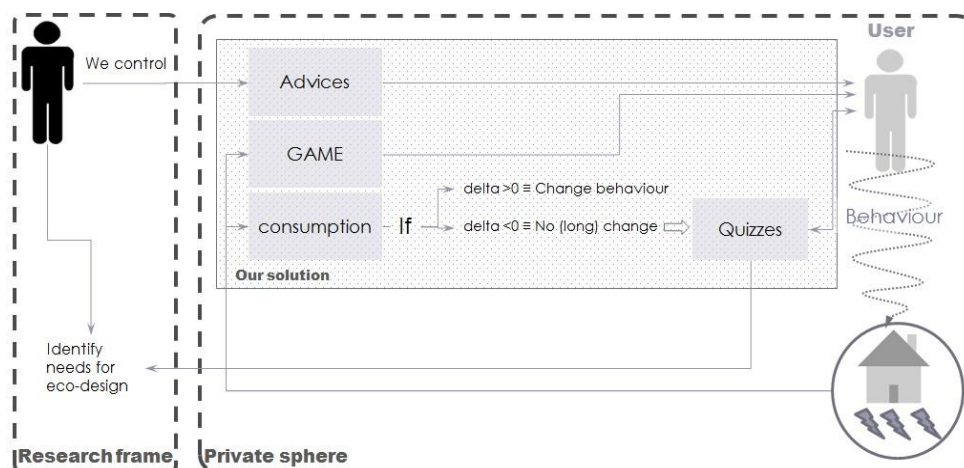 User
We control
Advices
GAME
delta >0 ≡ Change behaviour
consumption
If
delta <0 ≡ No (long) change
Quizzes
Behaviour
Our solution
Identify
needs for
eco-design
Research frame
Private sphere